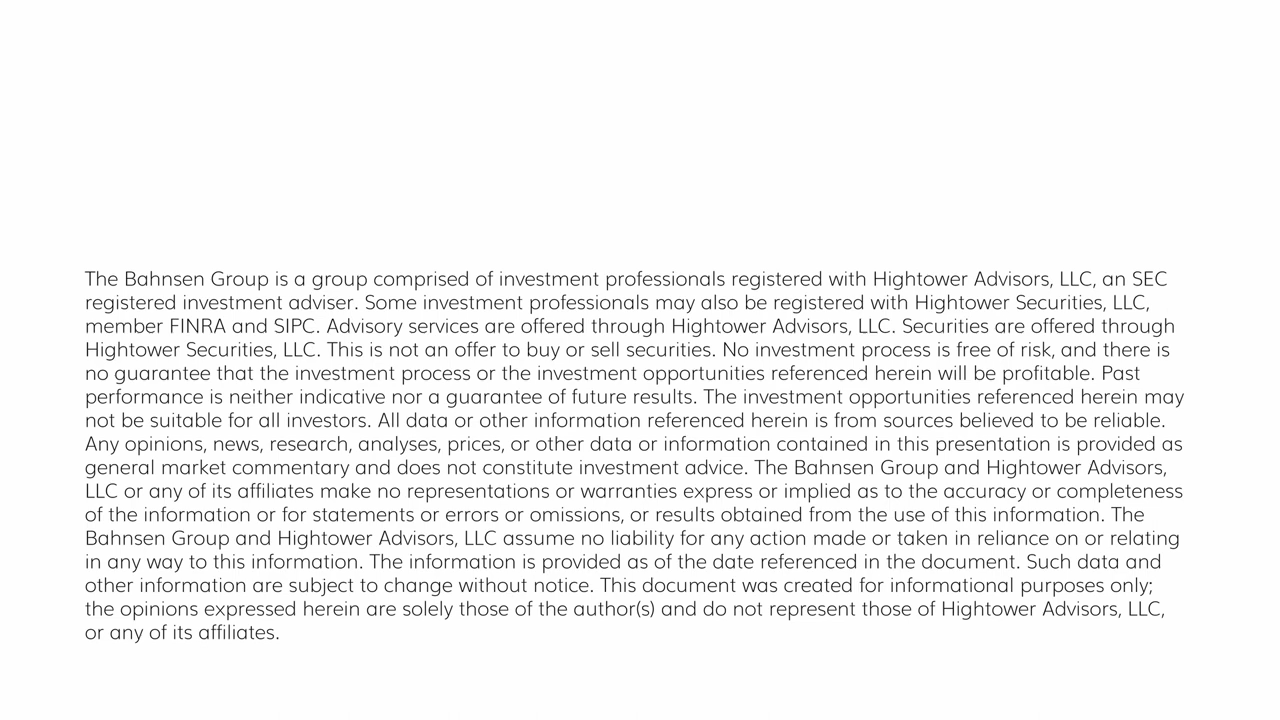 The Bahnsen Group is a group comprised of investment professionals registered with Hightower Advisors, LLC, an SEC
registered investment adviser. Some investment professionals may also be registered with Hightower Securities, LLC,
member FINRA and SIPC. Advisory services are offered through Hightower Advisors, LLC. Securities are offered through
Hightower Securities, LLC. This is not an offer to buy or sell securities. No investment process is free of risk, and there is
no guarantee that the investment process or the investment opportunities referenced herein will be profitable. Past
performance is neither indicative nor a guarantee of future results. The investment opportunities referenced herein may
not be suitable for all investors. All data or other information referenced herein is from sources believed to be reliable.
Any opinions, news, research, analyses, prices, or other data or information contained in this presentation is provided as
general market commentary and does not constitute investment advice. The Bahnsen Group and Hightower Advisors,
LLC or any of its affiliates make no representations or warranties express or implied as to the accuracy or completeness
of the information or for statements or errors or omissions, or results obtained from the use of this information. The
Bahnsen Group and Hightower Advisors, LLC assume no liability for any action made or taken in reliance on or relating
in any way to this information. The information is provided as of the date referenced in the document. Such data and
other information are subject to change without notice. This document was created for informational purposes only;
the opinions expressed herein are solely those of the author(s) and do not represent those of Hightower Advisors, LLC,
or any of its affiliates.